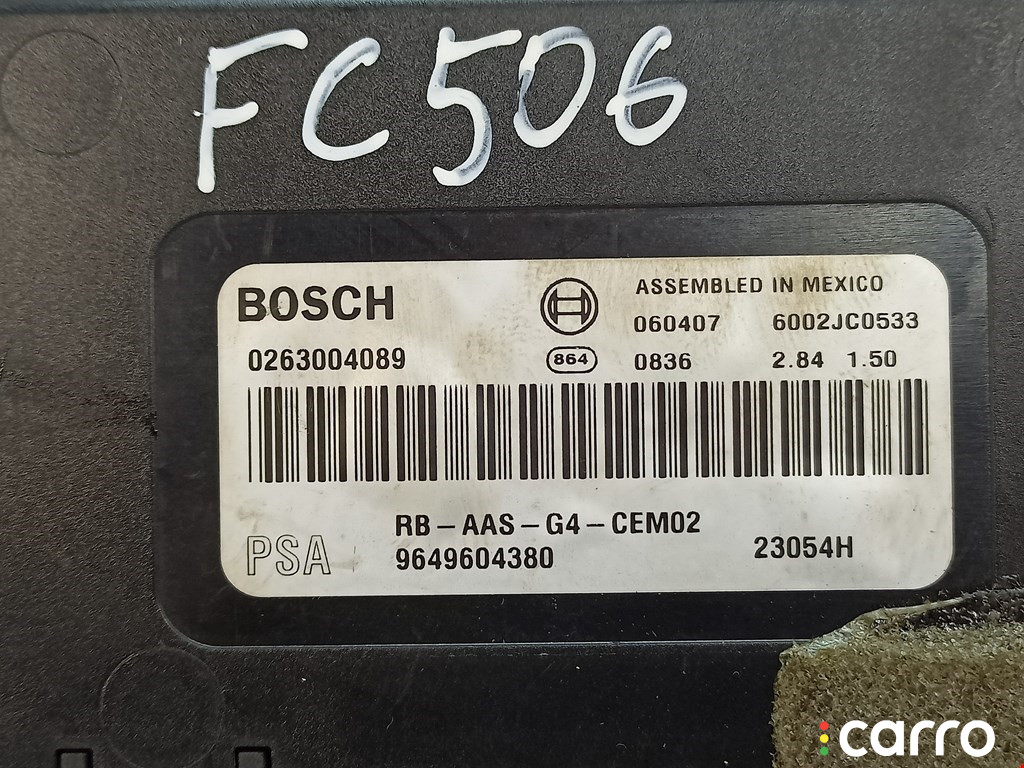 FC506
BOSCH
ASSEMBLED IN MEXICO
060407 6002JC0533
0263004089 864 0836 2.84 1.50
RB-AAS-G4-CEM02
PSA 9649604380 23054H
carro